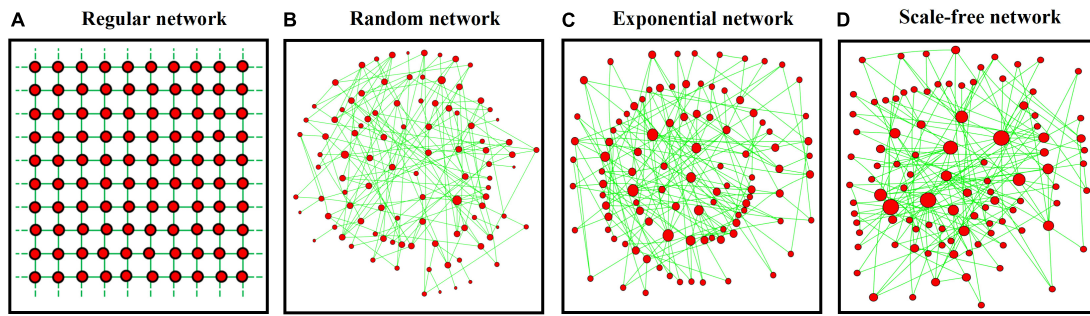 A Regular network
B Random network
C Exponential network
D Scale-free network